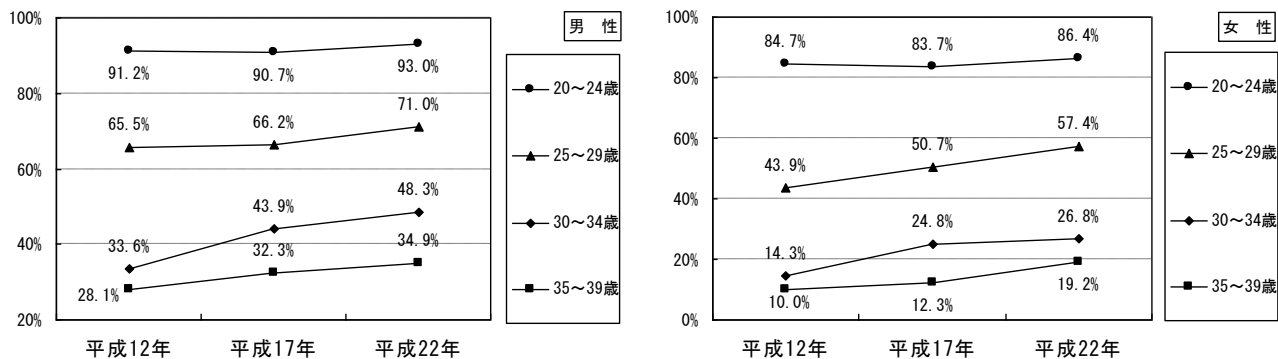 男 性
100%
80%
60%
40%
20%
91.2%
90.7%
93.0%
65.5%
66.2%
71.0%
33.6%
43.9%
48.3%
28.1%
32.3%
34.9%
平成12年
平成17年
平成22年
20～24歳
25～29歳
30～34歳
35～39歳
女 性
100%
80%
60%
40%
20%
0%
84.7%
83.7%
86.4%
43.9%
50.7%
57.4%
14.3%
24.8%
26.8%
10.0%
12.3%
19.2%
平成12年
平成17年
平成22年
20～24歳
25～29歳
30～34歳
35～39歳